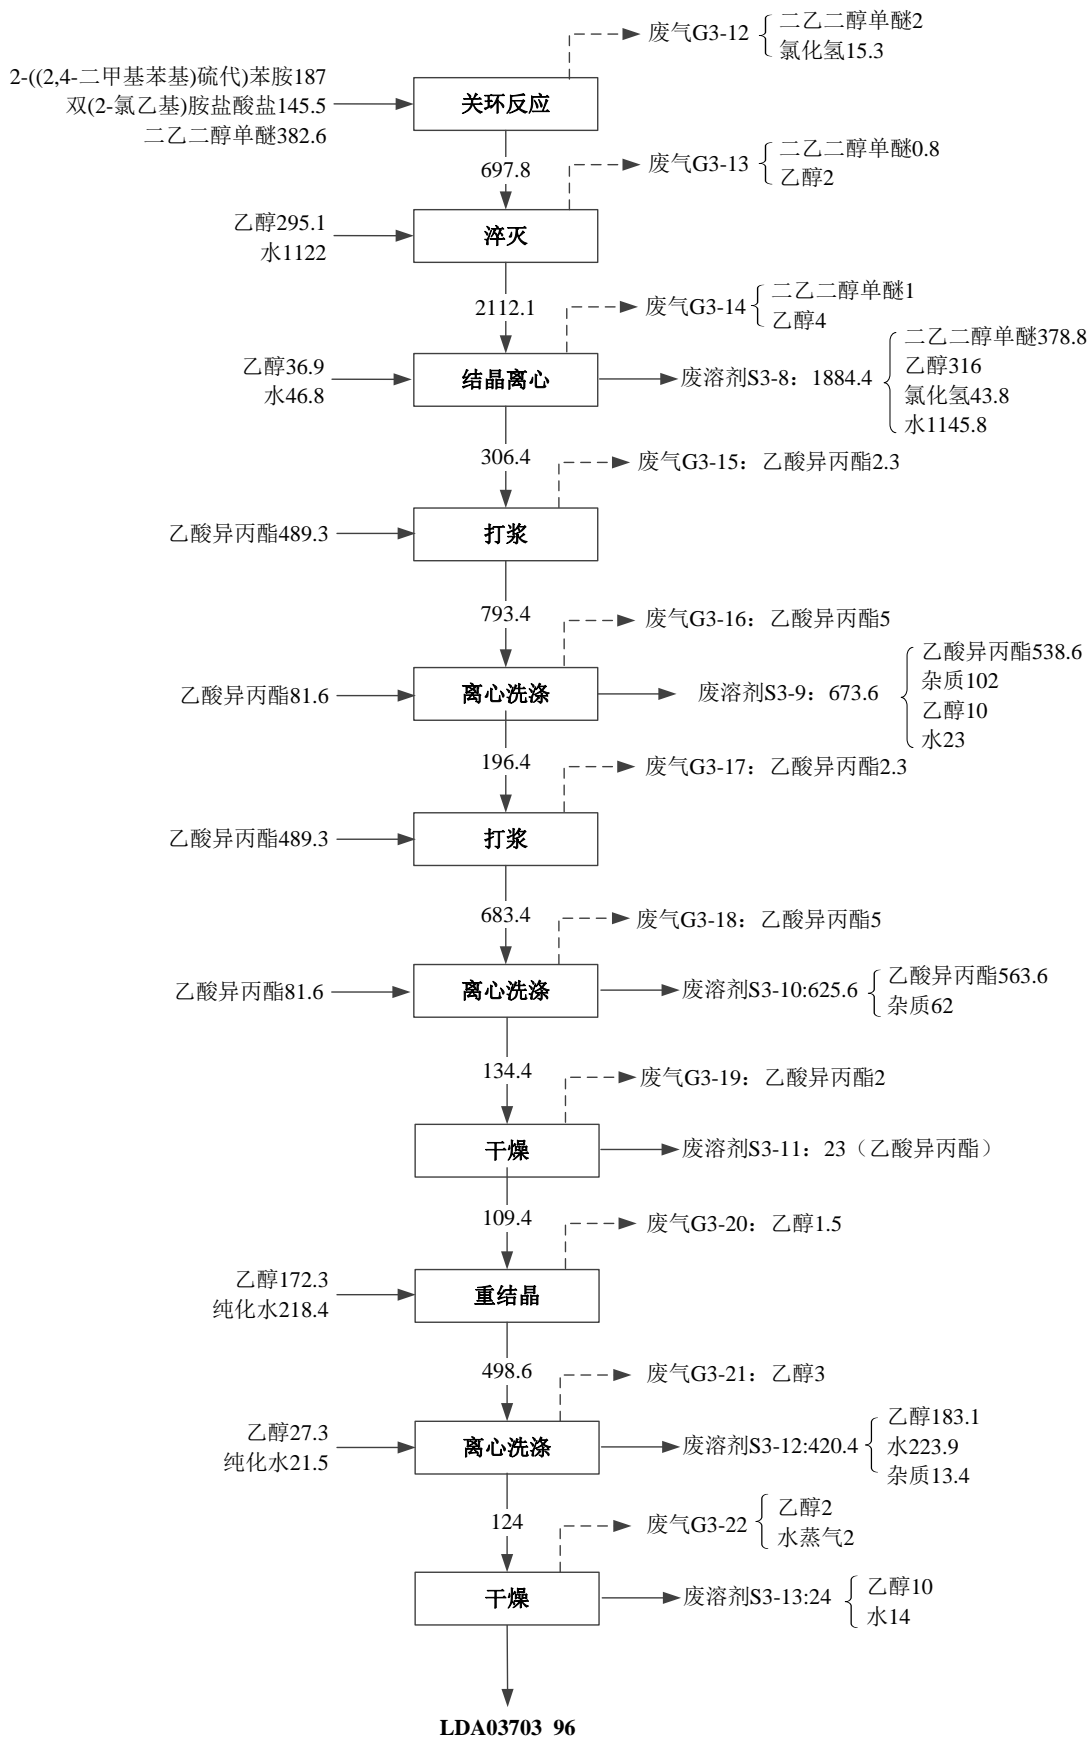 废气G3-12
二乙二醇单醚2
氯化氢15.3
2-((2,4-二甲基苯基)硫代)苯胺187
双(2-氯乙基)胺盐酸盐145.5
二乙二醇单醚382.6
关环反应
697.8
废气G3-13
二乙二醇单醚0.8
乙醇2
乙醇295.1
水1122
淬灭
2112.1
废气G3-14
二乙二醇单醚1
乙醇4
乙醇36.9
水46.8
结晶离心
废溶剂S3-8：1884.4
二乙二醇单醚378.8
乙醇316
氯化氢43.8
水1145.8
306.4
废气G3-15：乙酸异丙酯2.3
乙酸异丙酯489.3
打浆
793.4
废气G3-16：乙酸异丙酯5
乙酸异丙酯81.6
离心洗涤
废溶剂S3-9：673.6
乙酸异丙酯538.6
杂质102
乙醇10
水23
196.4
废气G3-17：乙酸异丙酯2.3
乙酸异丙酯489.3
打浆
683.4
废气G3-18：乙酸异丙酯5
乙酸异丙酯81.6
离心洗涤
废溶剂S3-10:625.6
乙酸异丙酯563.6
杂质62
134.4
废气G3-19：乙酸异丙酯2
干燥
废溶剂S3-11：23（乙酸异丙酯）
109.4
废气G3-20：乙醇1.5
乙醇172.3
纯化水218.4
重结晶
498.6
废气G3-21：乙醇3
乙醇27.3
纯化水21.5
离心洗涤
废溶剂S3-12:420.4
乙醇183.1
水223.9
杂质13.4
124
废气G3-22
乙醇2
水蒸气2
干燥
废溶剂S3-13:24
乙醇10
水14
LDA03703 96